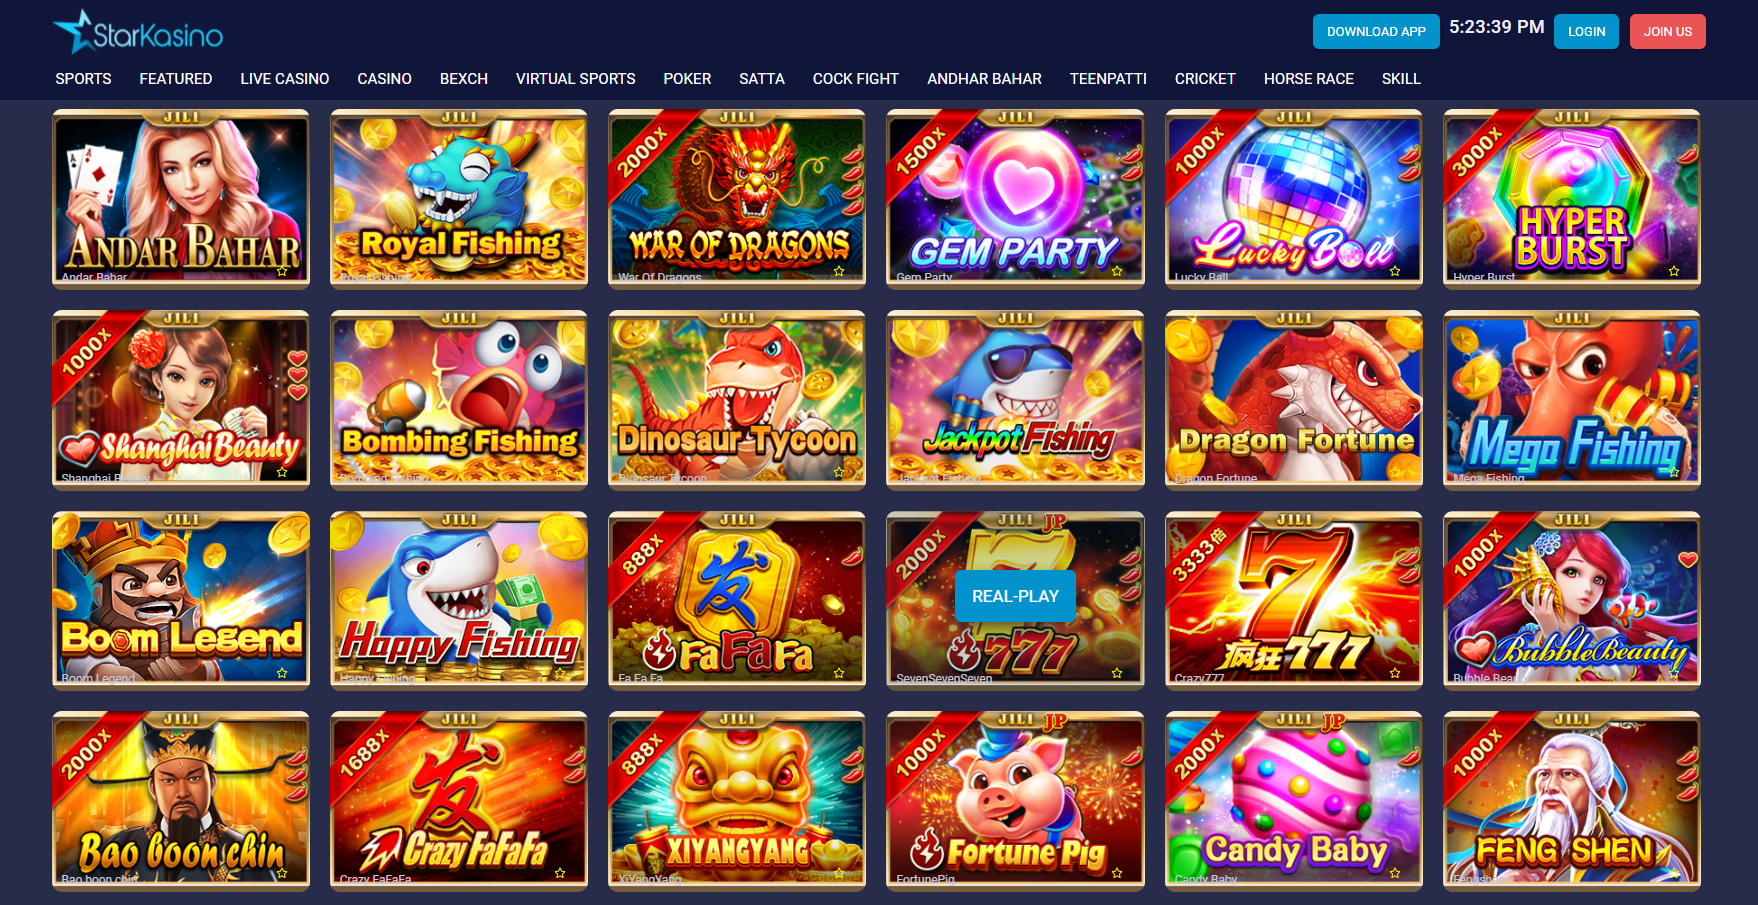 StarKasino
DOWNLOAD APP
5:23:39 PM
LOGIN
JOIN US
SPORTS
FEATURED
LIVE CASINO
CASINO
BEXCH
VIRTUAL SPORTS
POKER
SATTA
COCK FIGHT
ANDHAR BAHAR
TEENPATTI
CRICKET
HORSE RACE
SKILL
JILI
A
A
ANDAR BAHAR
Andar Bahar
JILI
Royal Fishing
Royal Fishing
JILI
2000X
WAR OF DRAGONS
War Of Dragons
JILI
1500X
GEM PARTY
Gem Party
JILI
1000X
Lucky Ball
Lucky Ball
JILI
3000X
HYPER
BURST
Hyper Burst
JILI
1000X
Shanghai Beauty
Shanghai Beauty
JILI
Bombing Fishing
Bombing Fishing
JILI
Dinosaur Tycoon
Dinosaur Tycoon
JILI
Jackpot Fishing
Jackpot Fishing
JILI
Dragon Fortune
Dragon Fortune
JILI
Mega Fishing
Mega Fishing
JILI
Boom Legend
Boom Legend
JILI
Happy Fishing
Happy Fishing
JILI
888X
发
FaFaFa
Fa Fa Fa
JILI JP
2000X
7
REAL-PLAY
777
SevenSevenSeven
JILI
3333倍
7
疯狂777
Crazy777
JILI
1000X
Bubble Beauty
Bubble Beauty
JILI
2000X
Bao boon chin
Bao boon chin
JILI
1688X
发
Crazy FaFaFa
Crazy FaFaFa
JILI
888X
XIYANGYANG
XiYangYang
JILI JP
1000X
Fortune Pig
FortunePig
JILI JP
2000X
Candy Baby
Candy Baby
JILI
1000X
FENG SHEN